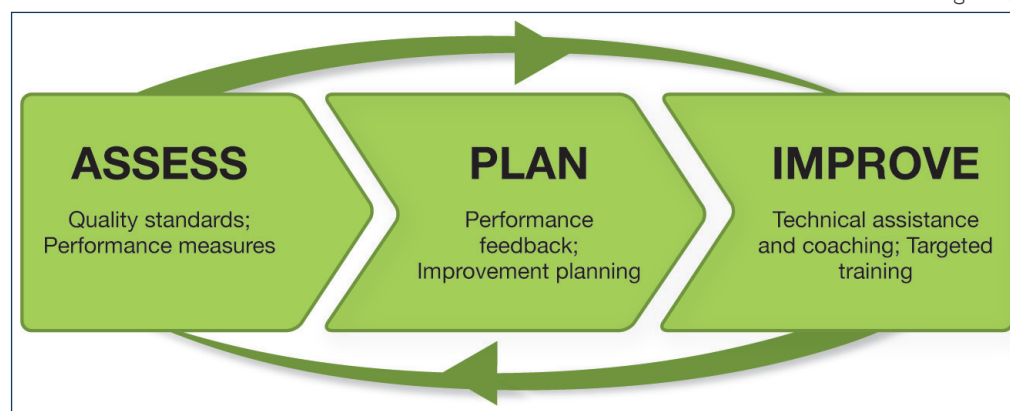 ASSESS
Quality standards;
Performance measures
PLAN
Performance
feedback;
Improvement planning
IMPROVE
Technical assistance
and coaching; Targeted
training